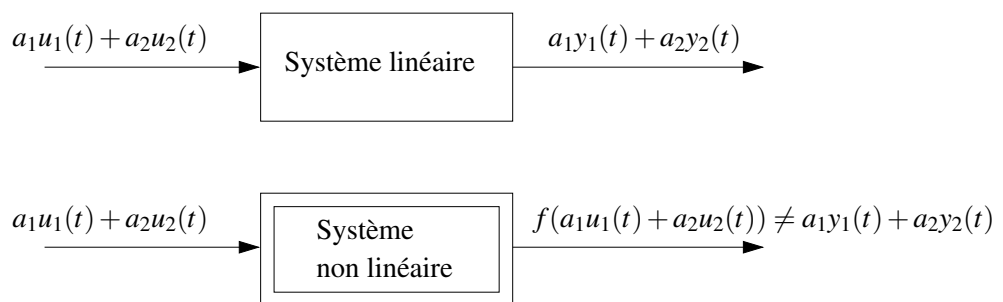 a₁u₁(t) + a₂u₂(t)
Système linéaire
a₁y₁(t) + a₂y₂(t)
a₁u₁(t) + a₂u₂(t)
Système
non linéaire
f(a₁u₁(t) + a₂u₂(t)) ≠ a₁y₁(t) + a₂y₂(t)